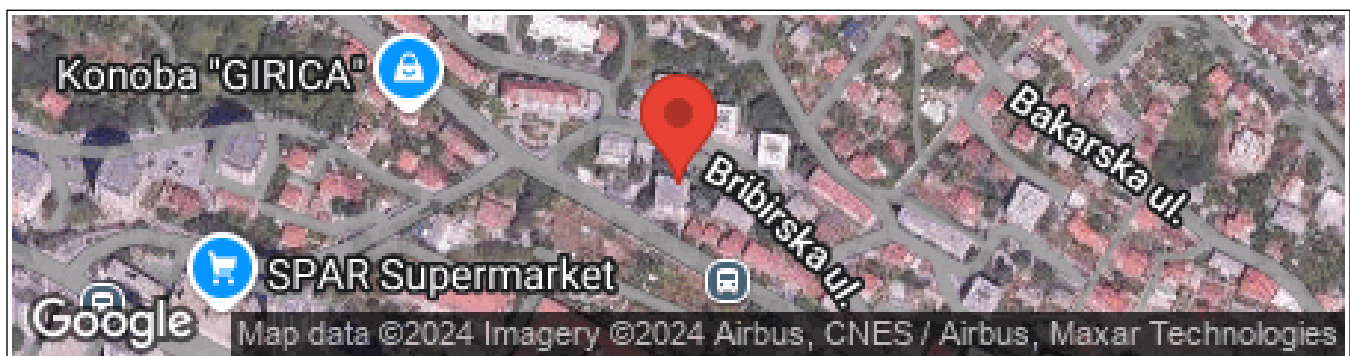 Konoba "GIRICA"
Bakarska ul.
Bribirska ul.
SPAR Supermarket
Google
Map data ©2024 Imagery ©2024 Airbus, CNES / Airbus, Maxar Technologies